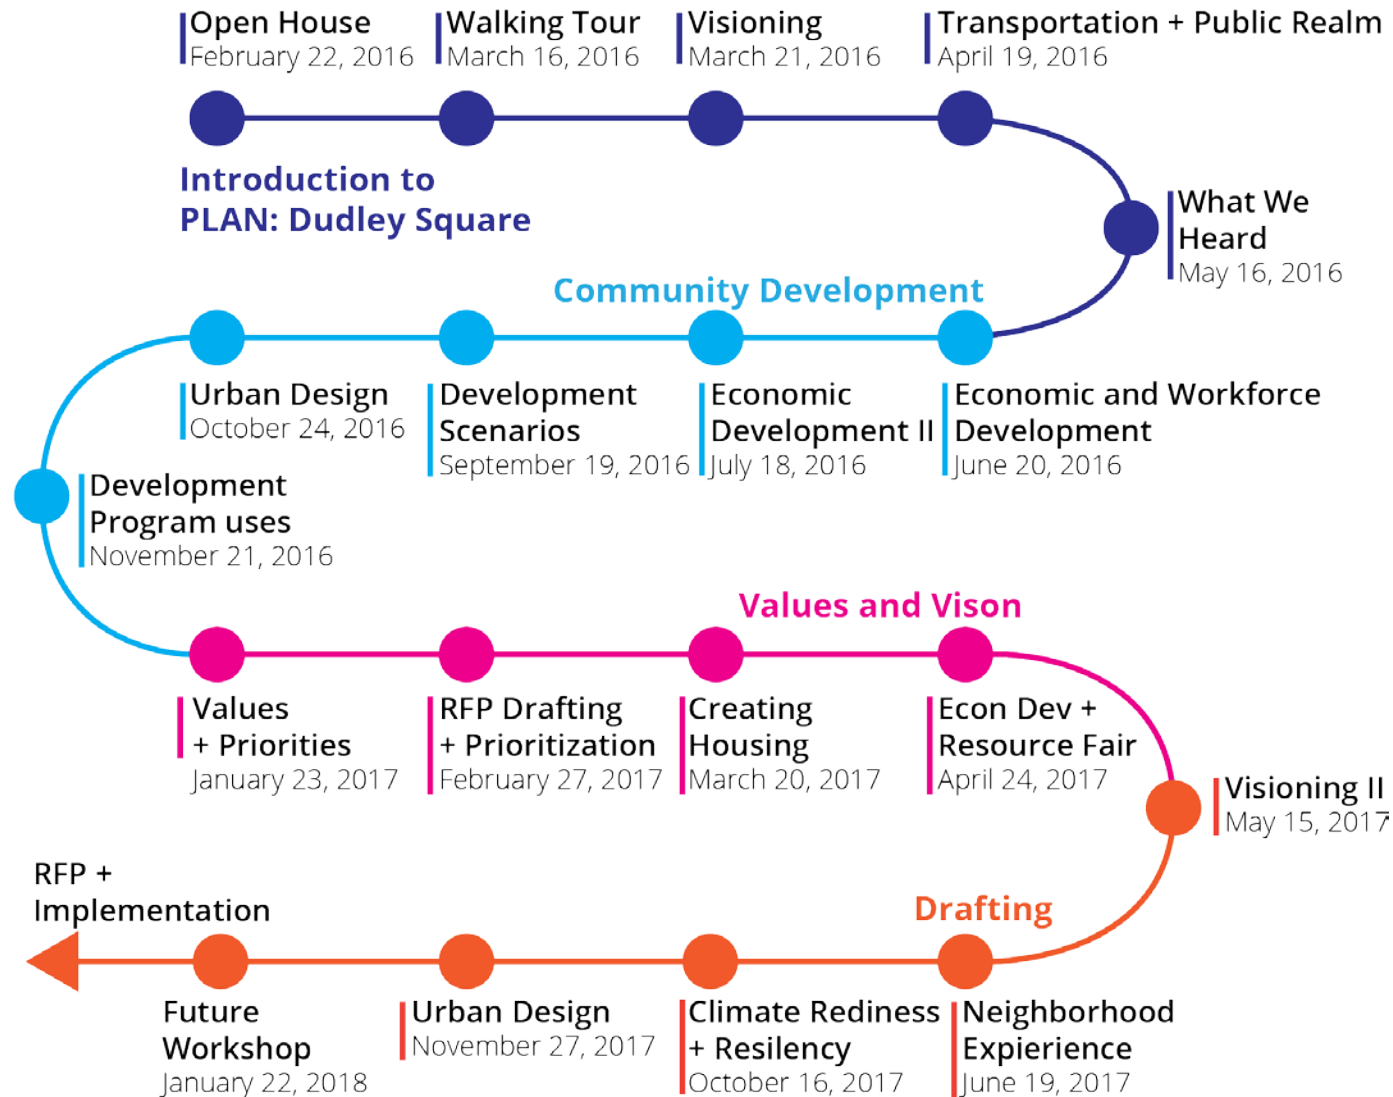 Open House
February 22, 2016
Walking Tour
March 16, 2016
Visioning
March 21, 2016
Transportation + Public Realm
April 19, 2016
Introduction to
PLAN: Dudley Square
What We
Heard
May 16, 2016
Community Development
Economic and Workforce
Development
June 20, 2016
Economic
Development II
July 18, 2016
Development
Scenarios
September 19, 2016
Urban Design
October 24, 2016
Development
Program uses
November 21, 2016
Values and Vison
Values
+ Priorities
January 23, 2017
RFP Drafting
+ Prioritization
February 27, 2017
Creating
Housing
March 20, 2017
Econ Dev +
Resource Fair
April 24, 2017
Visioning II
May 15, 2017
Drafting
Neighborhood
Expierience
June 19, 2017
Climate Rediness
+ Resilency
October 16, 2017
Urban Design
November 27, 2017
Future
Workshop
January 22, 2018
RFP +
Implementation